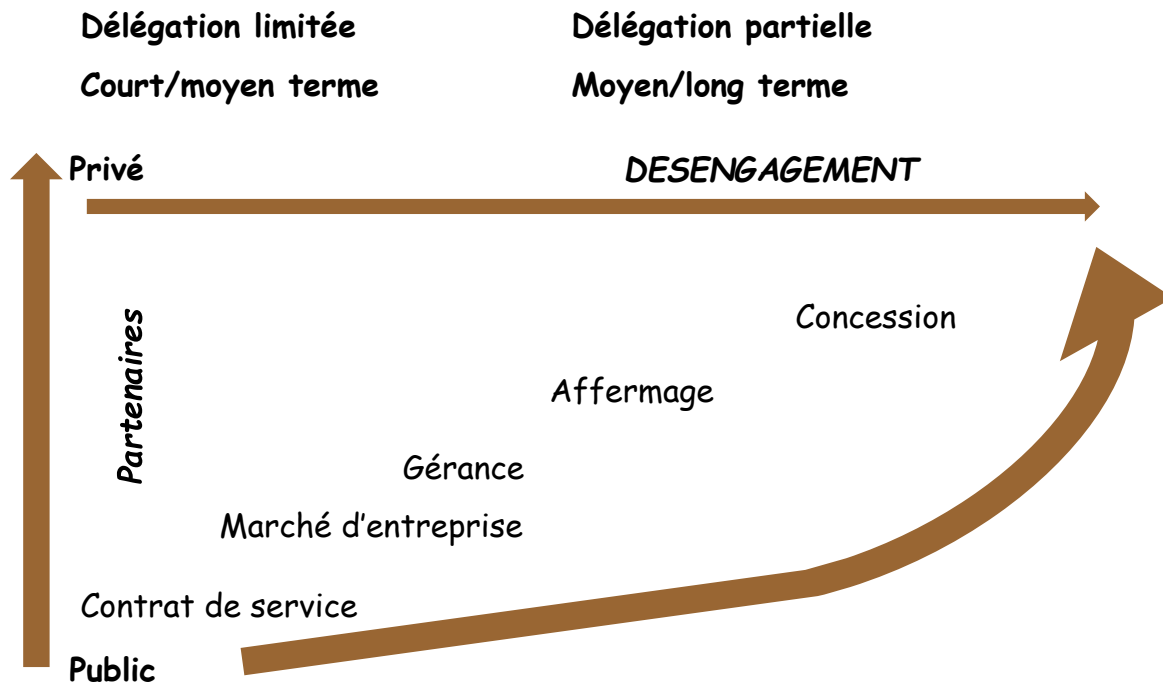 Délégation limitée
Délégation partielle
Court/moyen terme
Moyen/long terme
Privé
DESENGAGEMENT
Partenaires
Concession
Affermage
Gérance
Marché d'entreprise
Contrat de service
Public